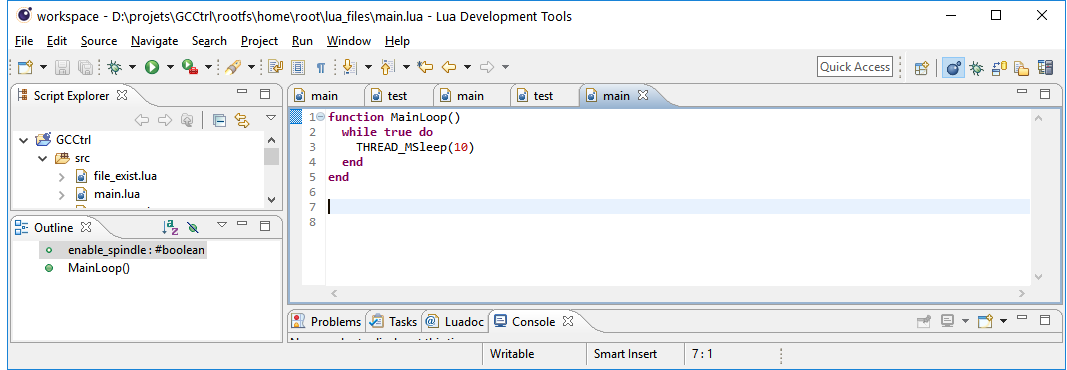 workspace - D:\projets\GCCtrl\rootfs\home\root\lua_files\main.lua - Lua Development Tools
File Edit Source Navigate Search Project Run Window Help
Quick Access
Script Explorer
main test main test main
GCCtrl
src
file_exist.lua
main.lua
1 function MainLoop()
2 while true do
3 THREAD_MSleep(10)
4 end
5 end
6
7
8
Outline
enable_spindle : #boolean
MainLoop()
Problems Tasks Luadoc Console
Writable Smart Insert 7 : 1